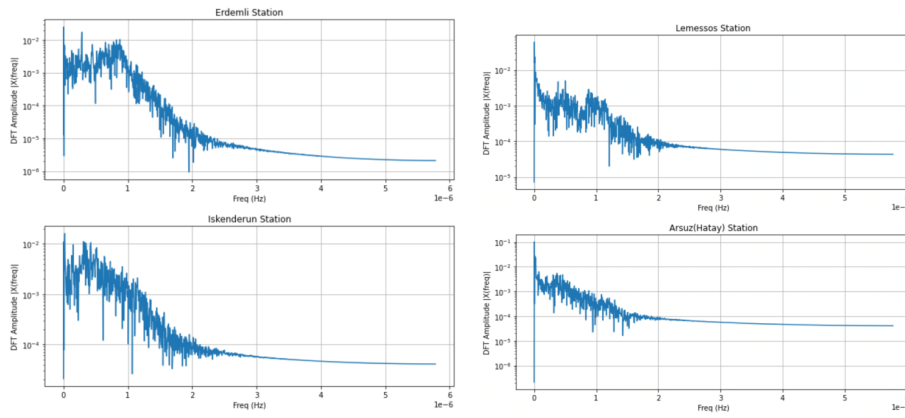 Erdemli Station
DFT Amplitude |X(freq)|
10⁻²
10⁻³
10⁻⁴
10⁻⁵
10⁻⁶
0 1 2 3 4 5 6
Freq (Hz)
1e−6
Lemessos Station
DFT Amplitude |X(freq)|
10⁻²
10⁻³
10⁻⁴
10⁻⁵
0 1 2 3 4 5 6
Freq (Hz)
Iskenderun Station
DFT Amplitude |X(freq)|
10⁻²
10⁻³
10⁻⁴
0 1 2 3 4 5 6
Freq (Hz)
1e−6
Arsuz(Hatay) Station
DFT Amplitude |X(freq)|
10⁻¹
10⁻²
10⁻³
10⁻⁴
10⁻⁵
10⁻⁶
0 1 2 3 4 5 6
Freq (Hz)